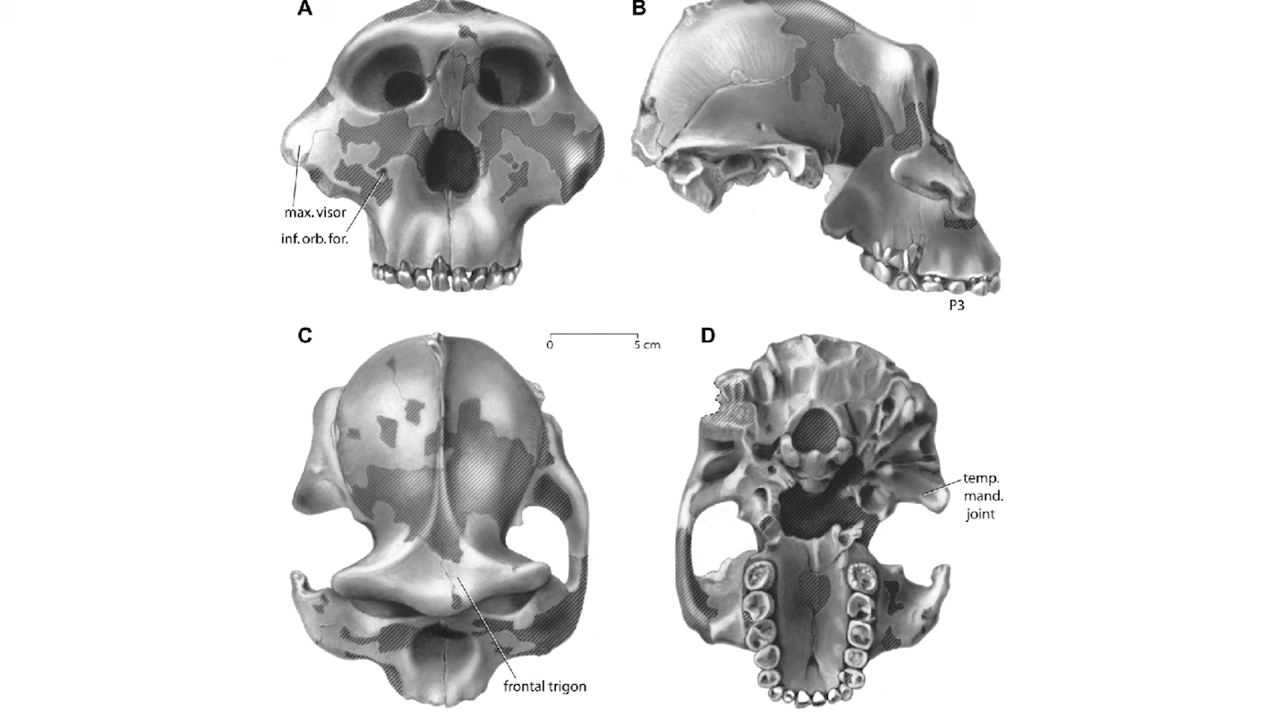 A
B
max. visor
inf. orb. for.
P3
C
0
5 cm
D
temp.
mand.
joint
frontal trigon